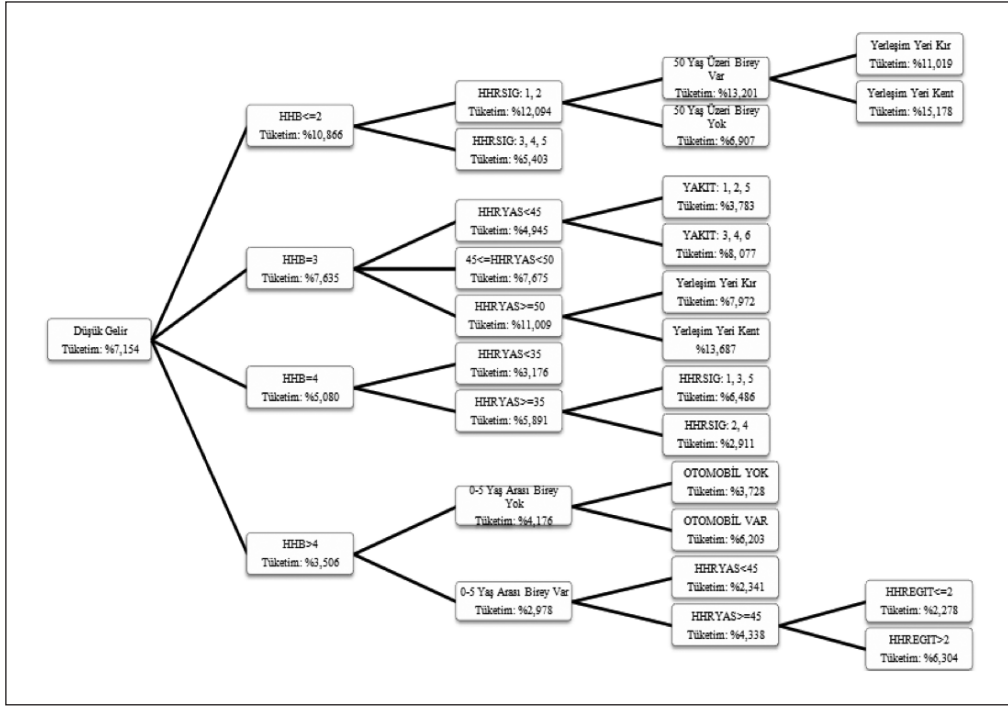 Düşük Gelir
Tüketim: %7,154
HHB<=2
Tüketim: %10,866
HHB=3
Tüketim: %7,635
HHB=4
Tüketim: %5,080
HHB>4
Tüketim: %3,506
HHRSIG: 1, 2
Tüketim: %12,094
HHRSIG: 3, 4, 5
Tüketim: %5,403
HHRYAS<45
Tüketim: %4,945
45<=HHRYAS<50
Tüketim: %7,675
HHRYAS>=50
Tüketim: %11,009
HHRYAS<35
Tüketim: %3,176
HHRYAS>=35
Tüketim: %5,891
0-5 Yaş Arası Birey
Yok
Tüketim: %4,176
0-5 Yaş Arası Birey Var
Tüketim: %2,978
50 Yaş Üzeri Birey
Var
Tüketim: %13,201
50 Yaş Üzeri Birey
Yok
Tüketim: %6,907
YAKIT: 1, 2, 5
Tüketim: %3,783
YAKIT: 3, 4, 6
Tüketim: %8, 077
Yerleşim Yeri Kır
Tüketim: %7,972
Yerleşim Yeri Kent
%13,687
HHRSIG: 1, 3, 5
Tüketim: %6,486
HHRSIG: 2, 4
Tüketim: %2,911
OTOMOBİL YOK
Tüketim: %3,728
OTOMOBİL VAR
Tüketim: %6,203
HHRYAS<45
Tüketim: %2,341
HHRYAS>=45
Tüketim: %4,338
Yerleşim Yeri Kır
Tüketim: %11,019
Yerleşim Yeri Kent
Tüketim: %15,178
HHREGIT<=2
Tüketim: %2,278
HHREGIT>2
Tüketim: %6,304